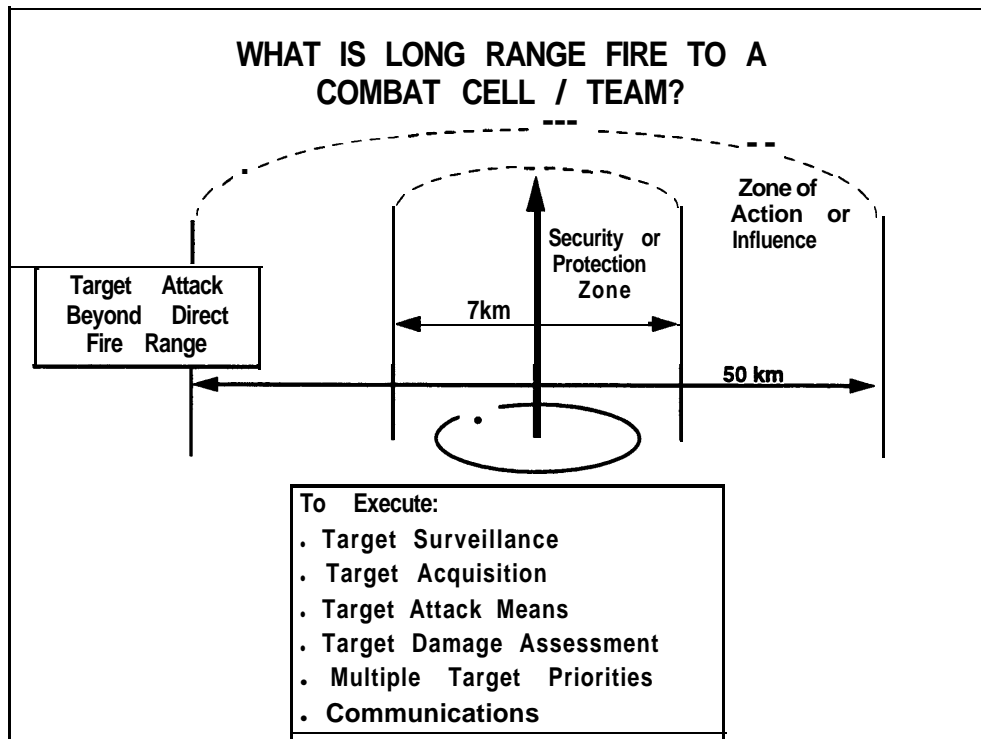 WHAT IS LONG RANGE FIRE TO A
COMBAT CELL / TEAM?
Zone of
Action or
Influence
Security or
Protection
Zone
Target Attack
Beyond Direct
Fire Range
7km
50 km
To Execute:
. Target Surveillance
. Target Acquisition
. Target Attack Means
. Target Damage Assessment
. Multiple Target Priorities
. Communications